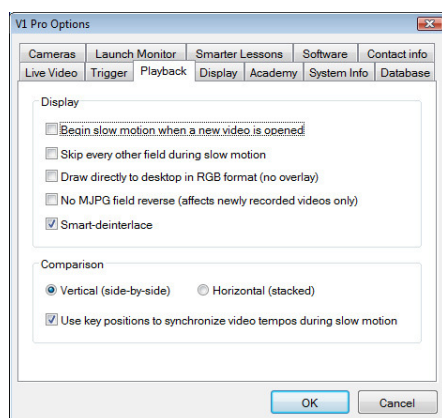 V1 Pro Options
Cameras Launch Monitor Smarter Lessons Software Contact info
Live Video Trigger Playback Display Academy System Info Database
Display
Begin slow motion when a new video is opened
Skip every other field during slow motion
Draw directly to desktop in RGB format (no overlay)
No MJPG field reverse (affects newly recorded videos only)
Smart-deinterlace
Comparison
Vertical (side-by-side) Horizontal (stacked)
Use key positions to synchronize video tempos during slow motion
OK Cancel